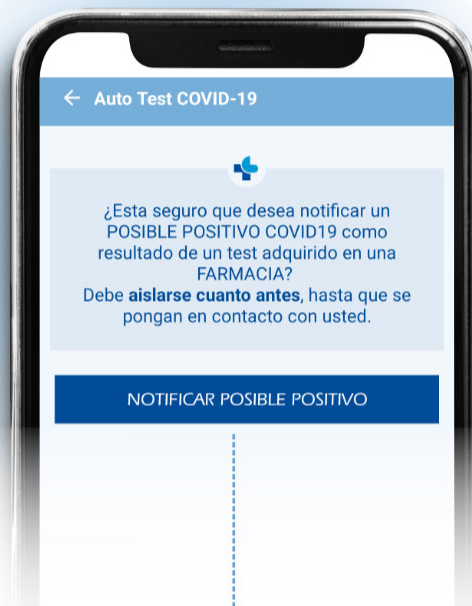 ← Auto Test COVID-19
¿Esta seguro que desea notificar un
POSIBLE POSITIVO COVID19 como
resultado de un test adquirido en una
FARMACIA?
Debe aislarse cuanto antes, hasta que se
pongan en contacto con usted.
NOTIFICAR POSIBLE POSITIVO